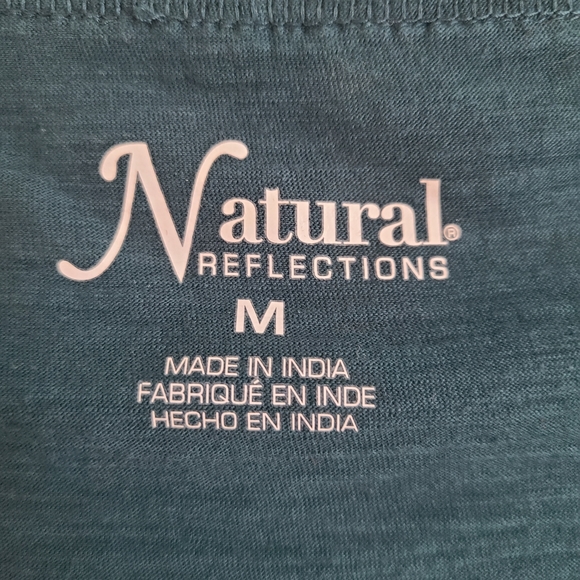 Natural®
REFLECTIONS
M
MADE IN INDIA
FABRIQUÉ EN INDE
HECHO EN INDIA